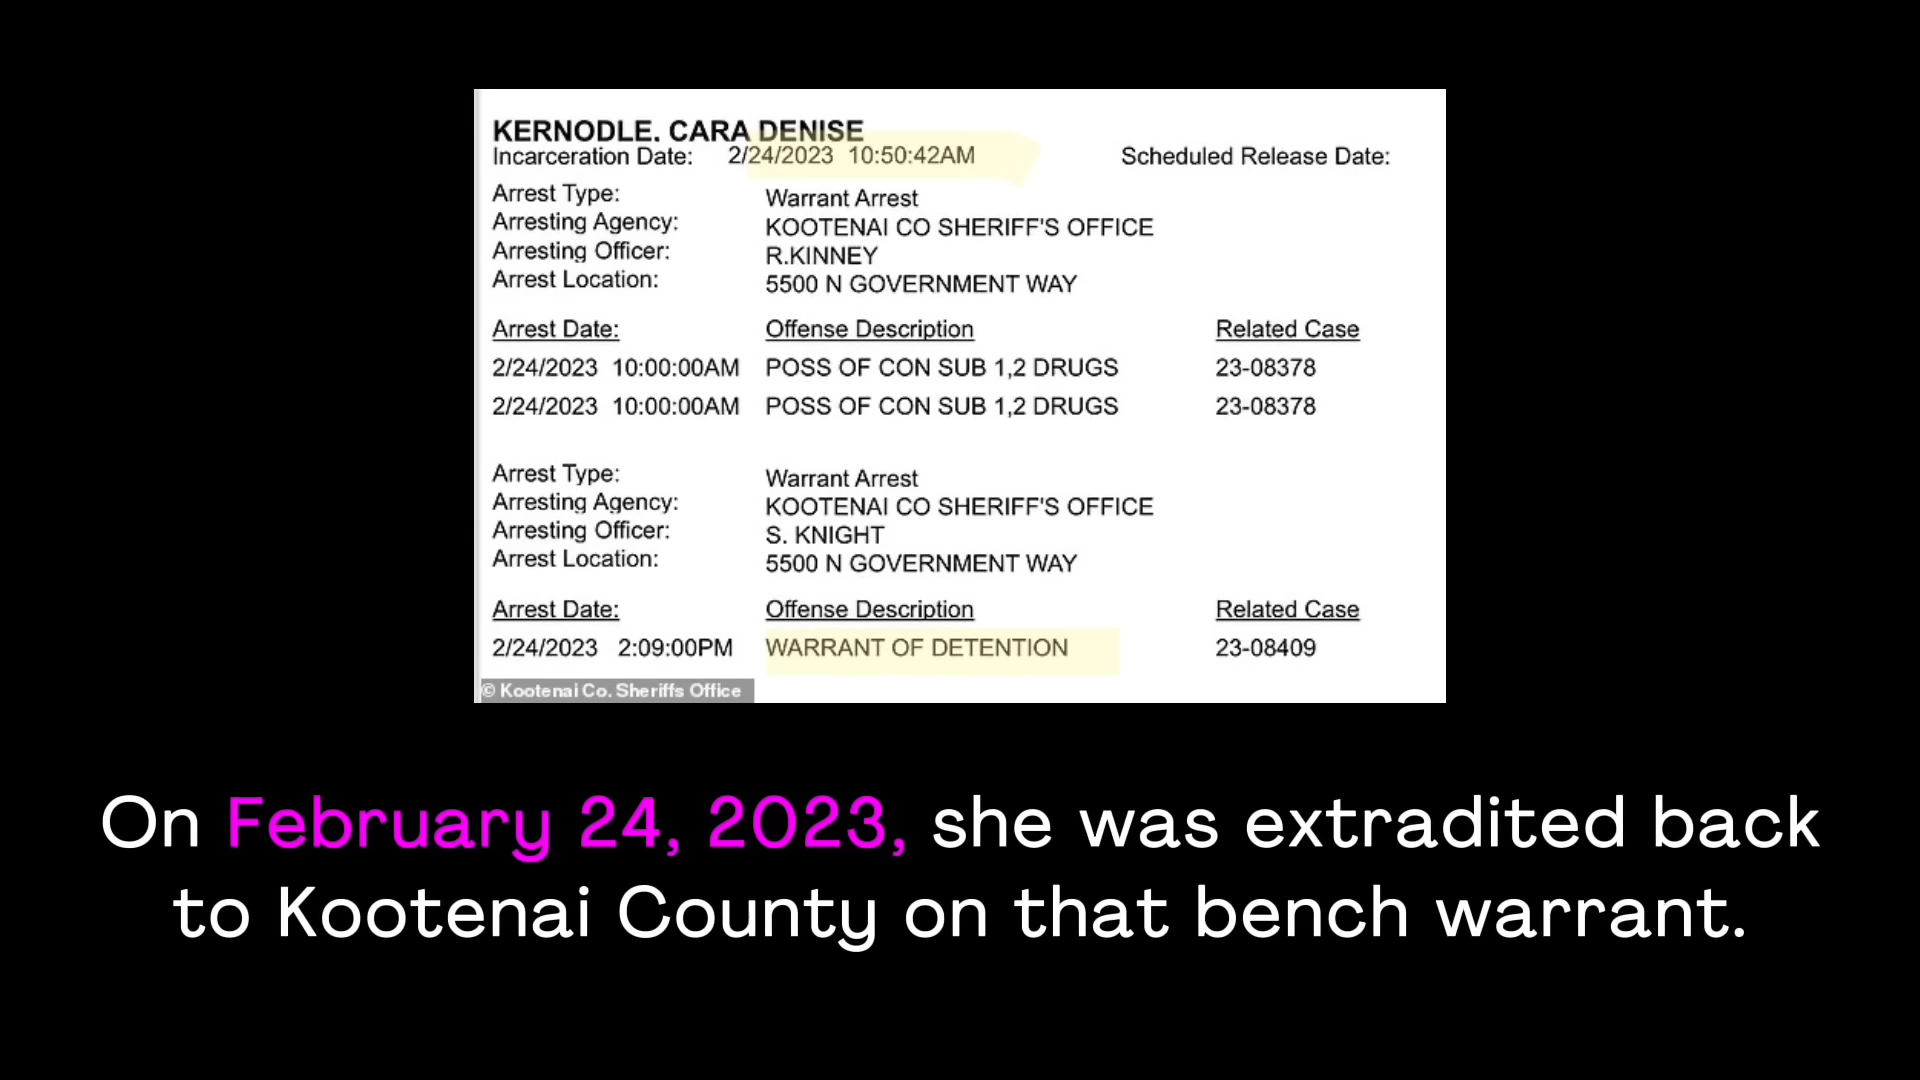 KERNODLE. CARA DENISE
Incarceration Date: 2/24/2023 10:50:42AM Scheduled Release Date:
Arrest Type: Warrant Arrest
Arresting Agency: KOOTENAI CO SHERIFF'S OFFICE
Arresting Officer: R.KINNEY
Arrest Location: 5500 N GOVERNMENT WAY
Arrest Date: Offense Description Related Case
2/24/2023 10:00:00AM POSS OF CON SUB 1,2 DRUGS 23-08378
2/24/2023 10:00:00AM POSS OF CON SUB 1,2 DRUGS 23-08378
Arrest Type: Warrant Arrest
Arresting Agency: KOOTENAI CO SHERIFF'S OFFICE
Arresting Officer: S. KNIGHT
Arrest Location: 5500 N GOVERNMENT WAY
Arrest Date: Offense Description Related Case
2/24/2023 2:09:00PM WARRANT OF DETENTION 23-08409
© Kootenai Co. Sheriffs Office
On February 24, 2023, she was extradited back
to Kootenai County on that bench warrant.